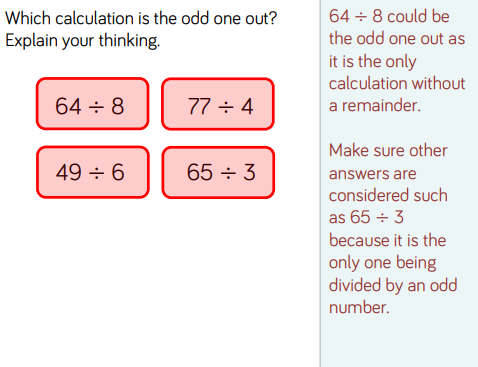 Which calculation is the odd one out?
Explain your thinking.
64 ÷ 8
77 ÷ 4
49 ÷ 6
65 ÷ 3
64 ÷ 8 could be
the odd one out as
it is the only
calculation without
a remainder.
Make sure other
answers are
considered such
as 65 ÷ 3
because it is the
only one being
divided by an odd
number.